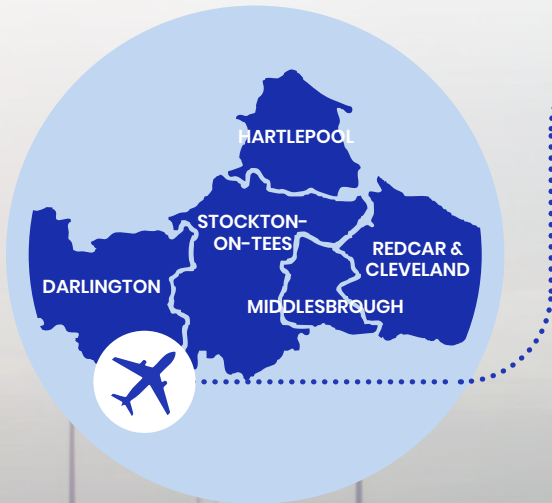 HARTLEPOOL
STOCKTON-
ON-TEES
REDCAR &
CLEVELAND
DARLINGTON
MIDDLESBROUGH